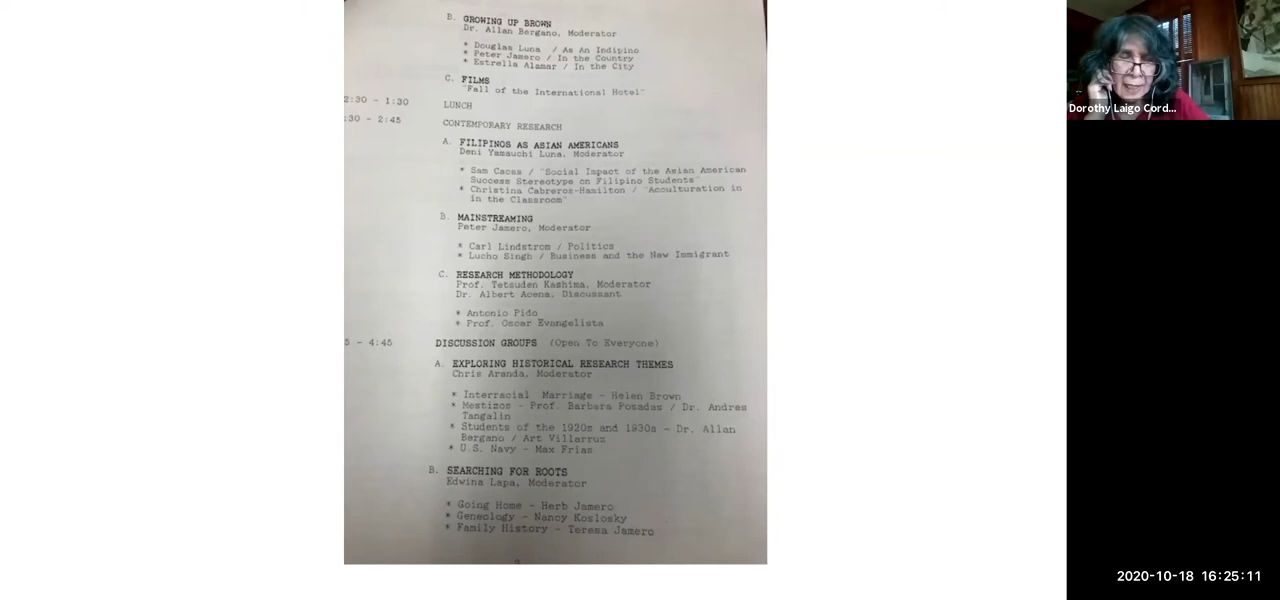 B. GROWING UP BROWN
Dr. Allan Bergano, Moderator
* Douglas Luna / As An Indipino
* Peter Jamero / In the Country
* Estrella Alamar / In the City
C. FILMS
"Fall of the International Hotel"
2:30 - 1:30 LUNCH
:30 - 2:45 CONTEMPORARY RESEARCH
A. FILIPINOS AS ASIAN AMERICANS
Deni Yamauchi Luna, Moderator
* Sam Cacas / "Social Impact of the Asian American
Success Stereotype on Filipino Students"
* Christina Cabreros-Hamilton / "Acculturation in
in the Classroom"
B. MAINSTREAMING
Peter Jamero, Moderator
* Carl Lindstrom / Politics
* Lucho Singh / Business and the New Immigrant
C. RESEARCH METHODOLOGY
Prof. Tetsuden Kashima, Moderator
Dr. Albert Acena, Discussant
* Antonio Pido
* Prof. Oscar Evangelista
5 - 4:45 DISCUSSION GROUPS (Open To Everyone)
A. EXPLORING HISTORICAL RESEARCH THEMES
Chris Aranda, Moderator
* Interracial Marriage - Helen Brown
* Mestizos - Prof. Barbara Posadas / Dr. Andres
Tangalin
* Students of the 1920s and 1930s - Dr. Allan
Bergano / Art Villarruz
* U.S. Navy - Max Frias
B. SEARCHING FOR ROOTS
Edwina Lapa, Moderator
* Going Home - Herb Jamero
* Geneology - Nancy Koslosky
* Family History - Teresa Jamero
Dorothy Laigo Cord...
2020-10-18 16:25:11